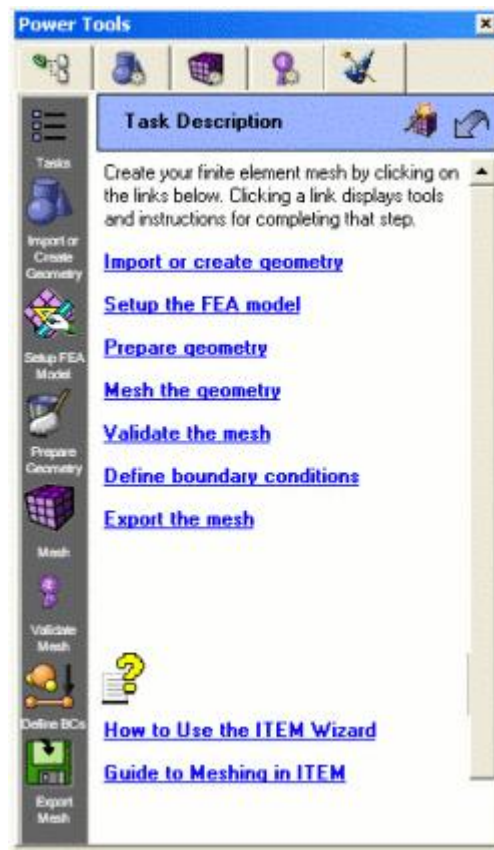 Power Tools
Task Description
Tasks
Import or
Create
Geometry
Setup FEA
Model
Prepare
Geometry
Mesh
Validate
Mesh
Define BCs
Export
Mesh
Create your finite element mesh by clicking on
the links below. Clicking a link displays tools
and instructions for completing that step.
Import or create geometry
Setup the FEA model
Prepare geometry
Mesh the geometry
Validate the mesh
Define boundary conditions
Export the mesh
How to Use the ITEM Wizard
Guide to Meshing in ITEM